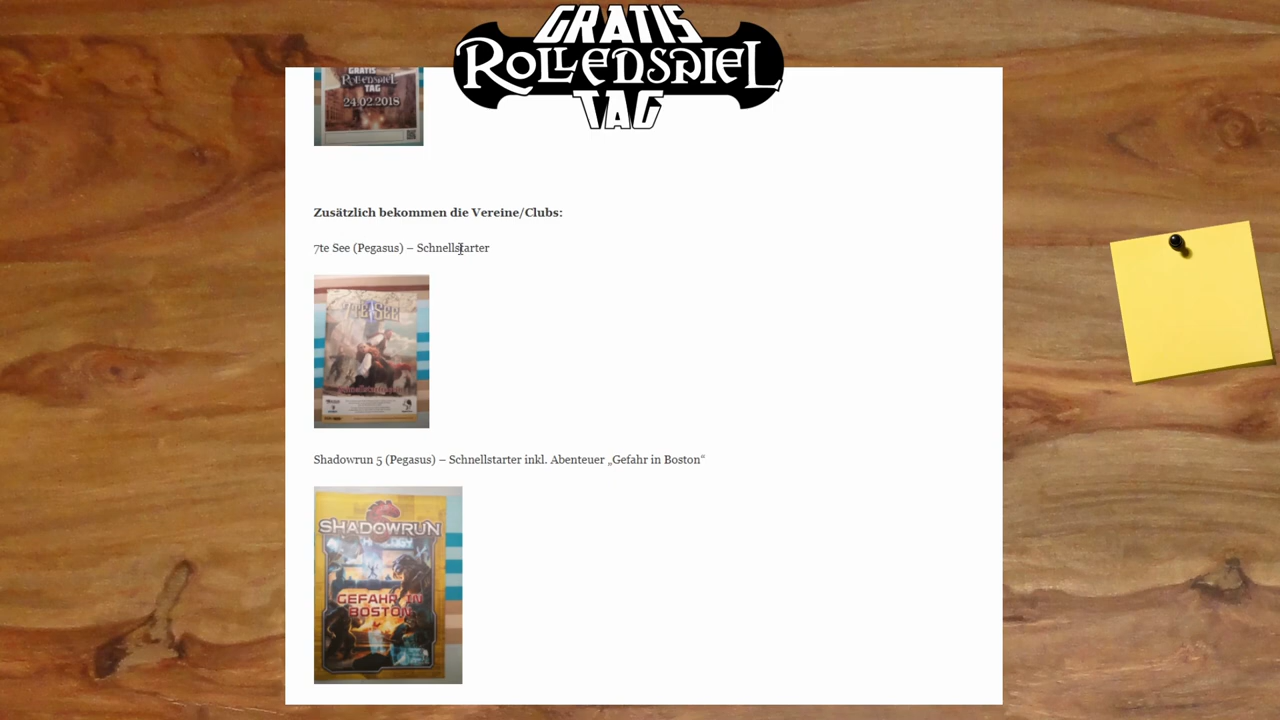 GRATIS
ROLLENSPIEL
TAG
GRATIS
ROLLENSPIEL
TAG
24.02.2018
Zusätzlich bekommen die Vereine/Clubs:
7te See (Pegasus) – Schnellstarter
7TE SEE
Shadowrun 5 (Pegasus) – Schnellstarter inkl. Abenteuer „Gefahr in Boston“
SHADOWRUN
GEFAHR IN
BOSTON